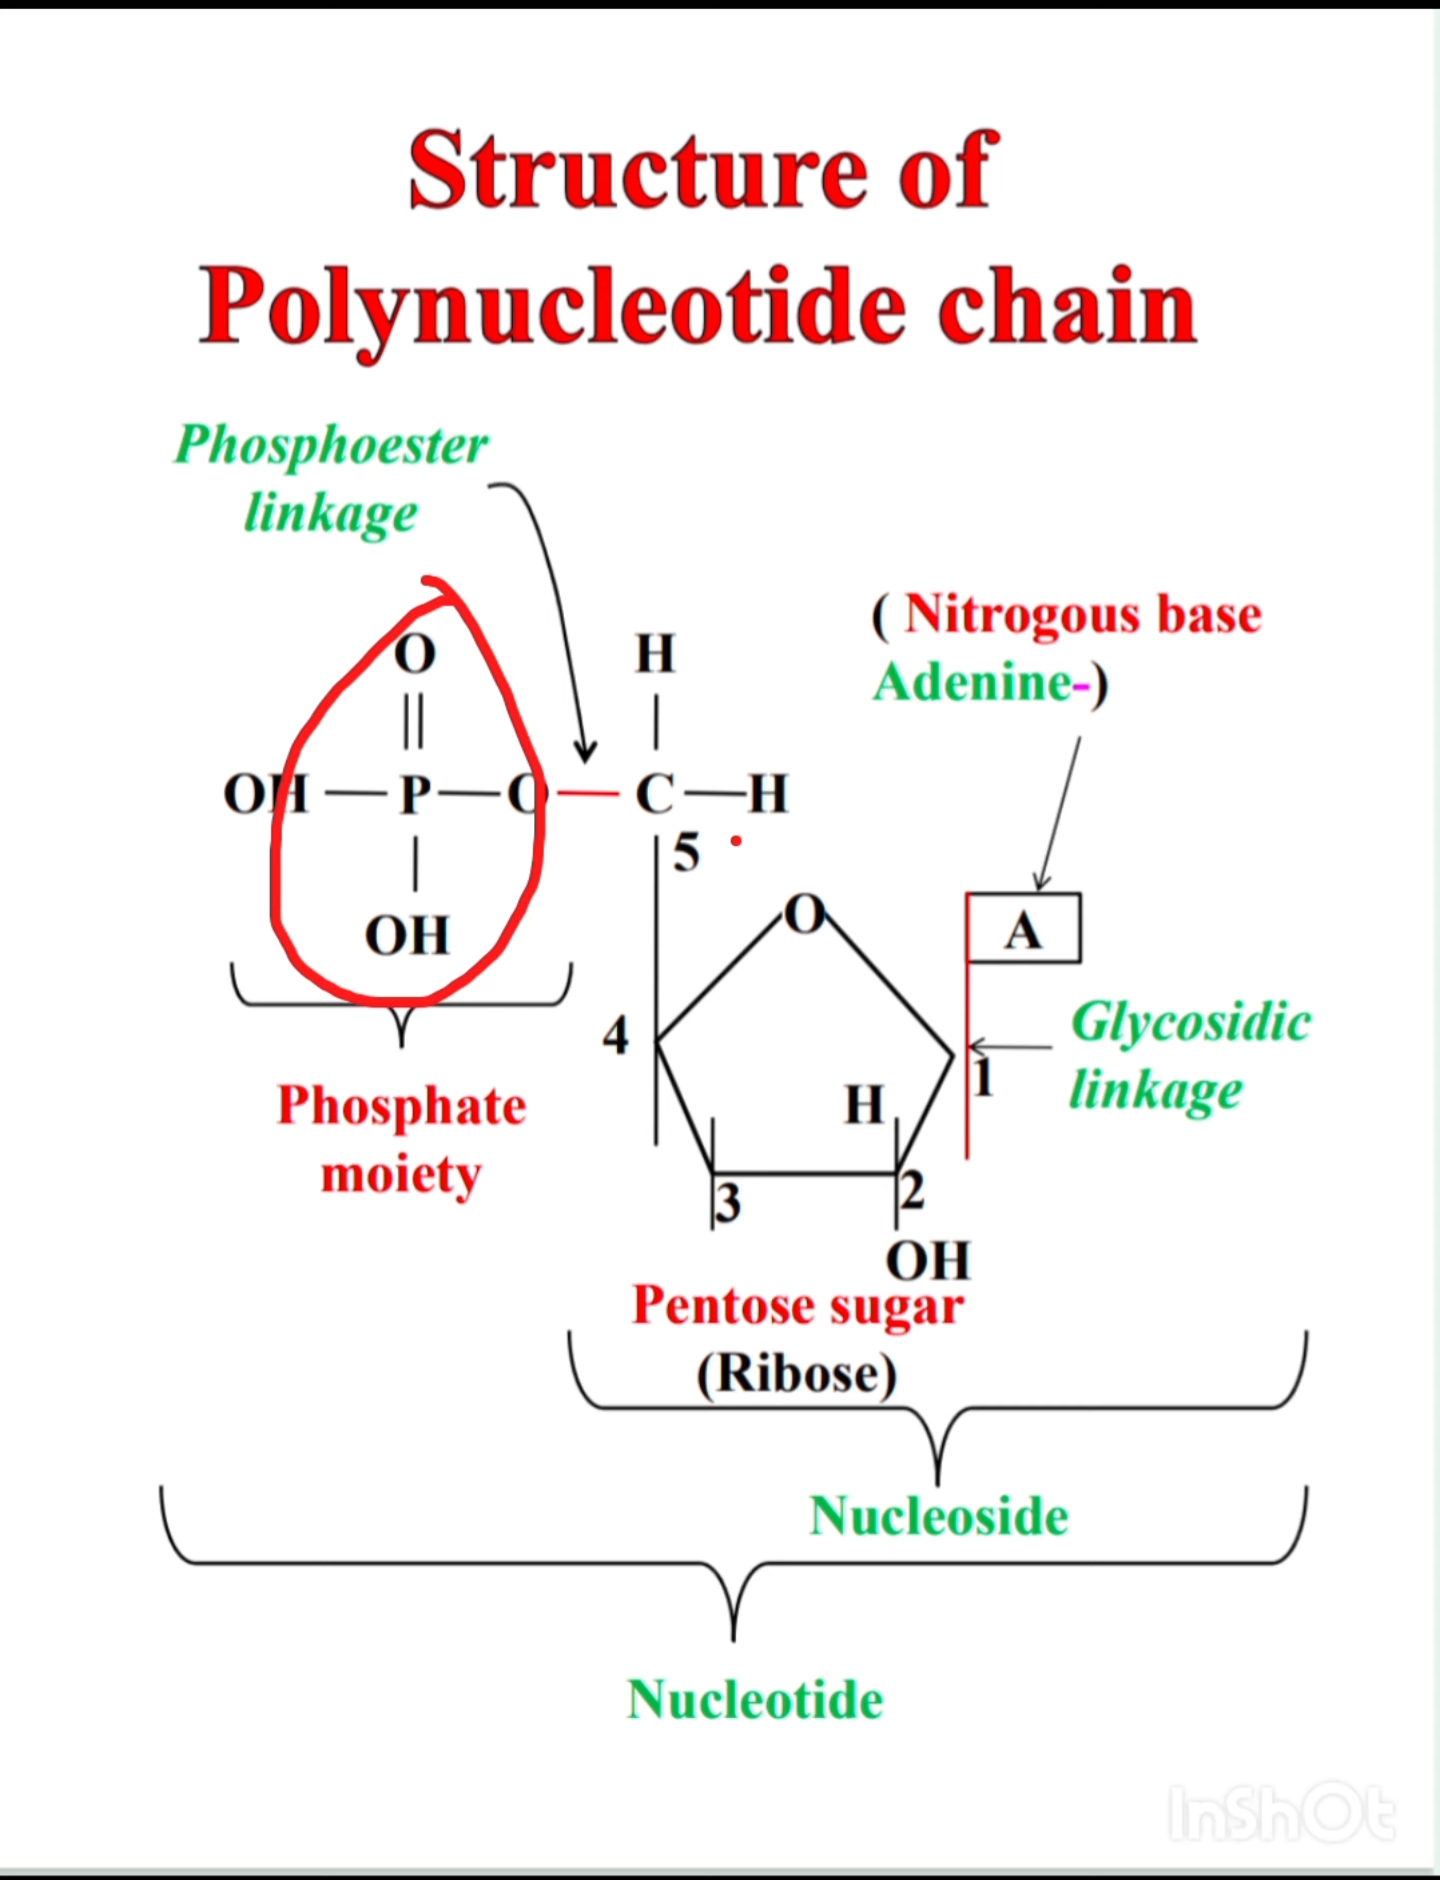 Structure of
Polynucleotide chain
Phosphoester
linkage
( Nitrogous base
Adenine-)
O
H
OH
P
O
C
H
5
OH
O
A
4
Glycosidic
linkage
1
H
Phosphate
moiety
3
2
OH
Pentose sugar
(Ribose)
Nucleoside
Nucleotide
InShOt